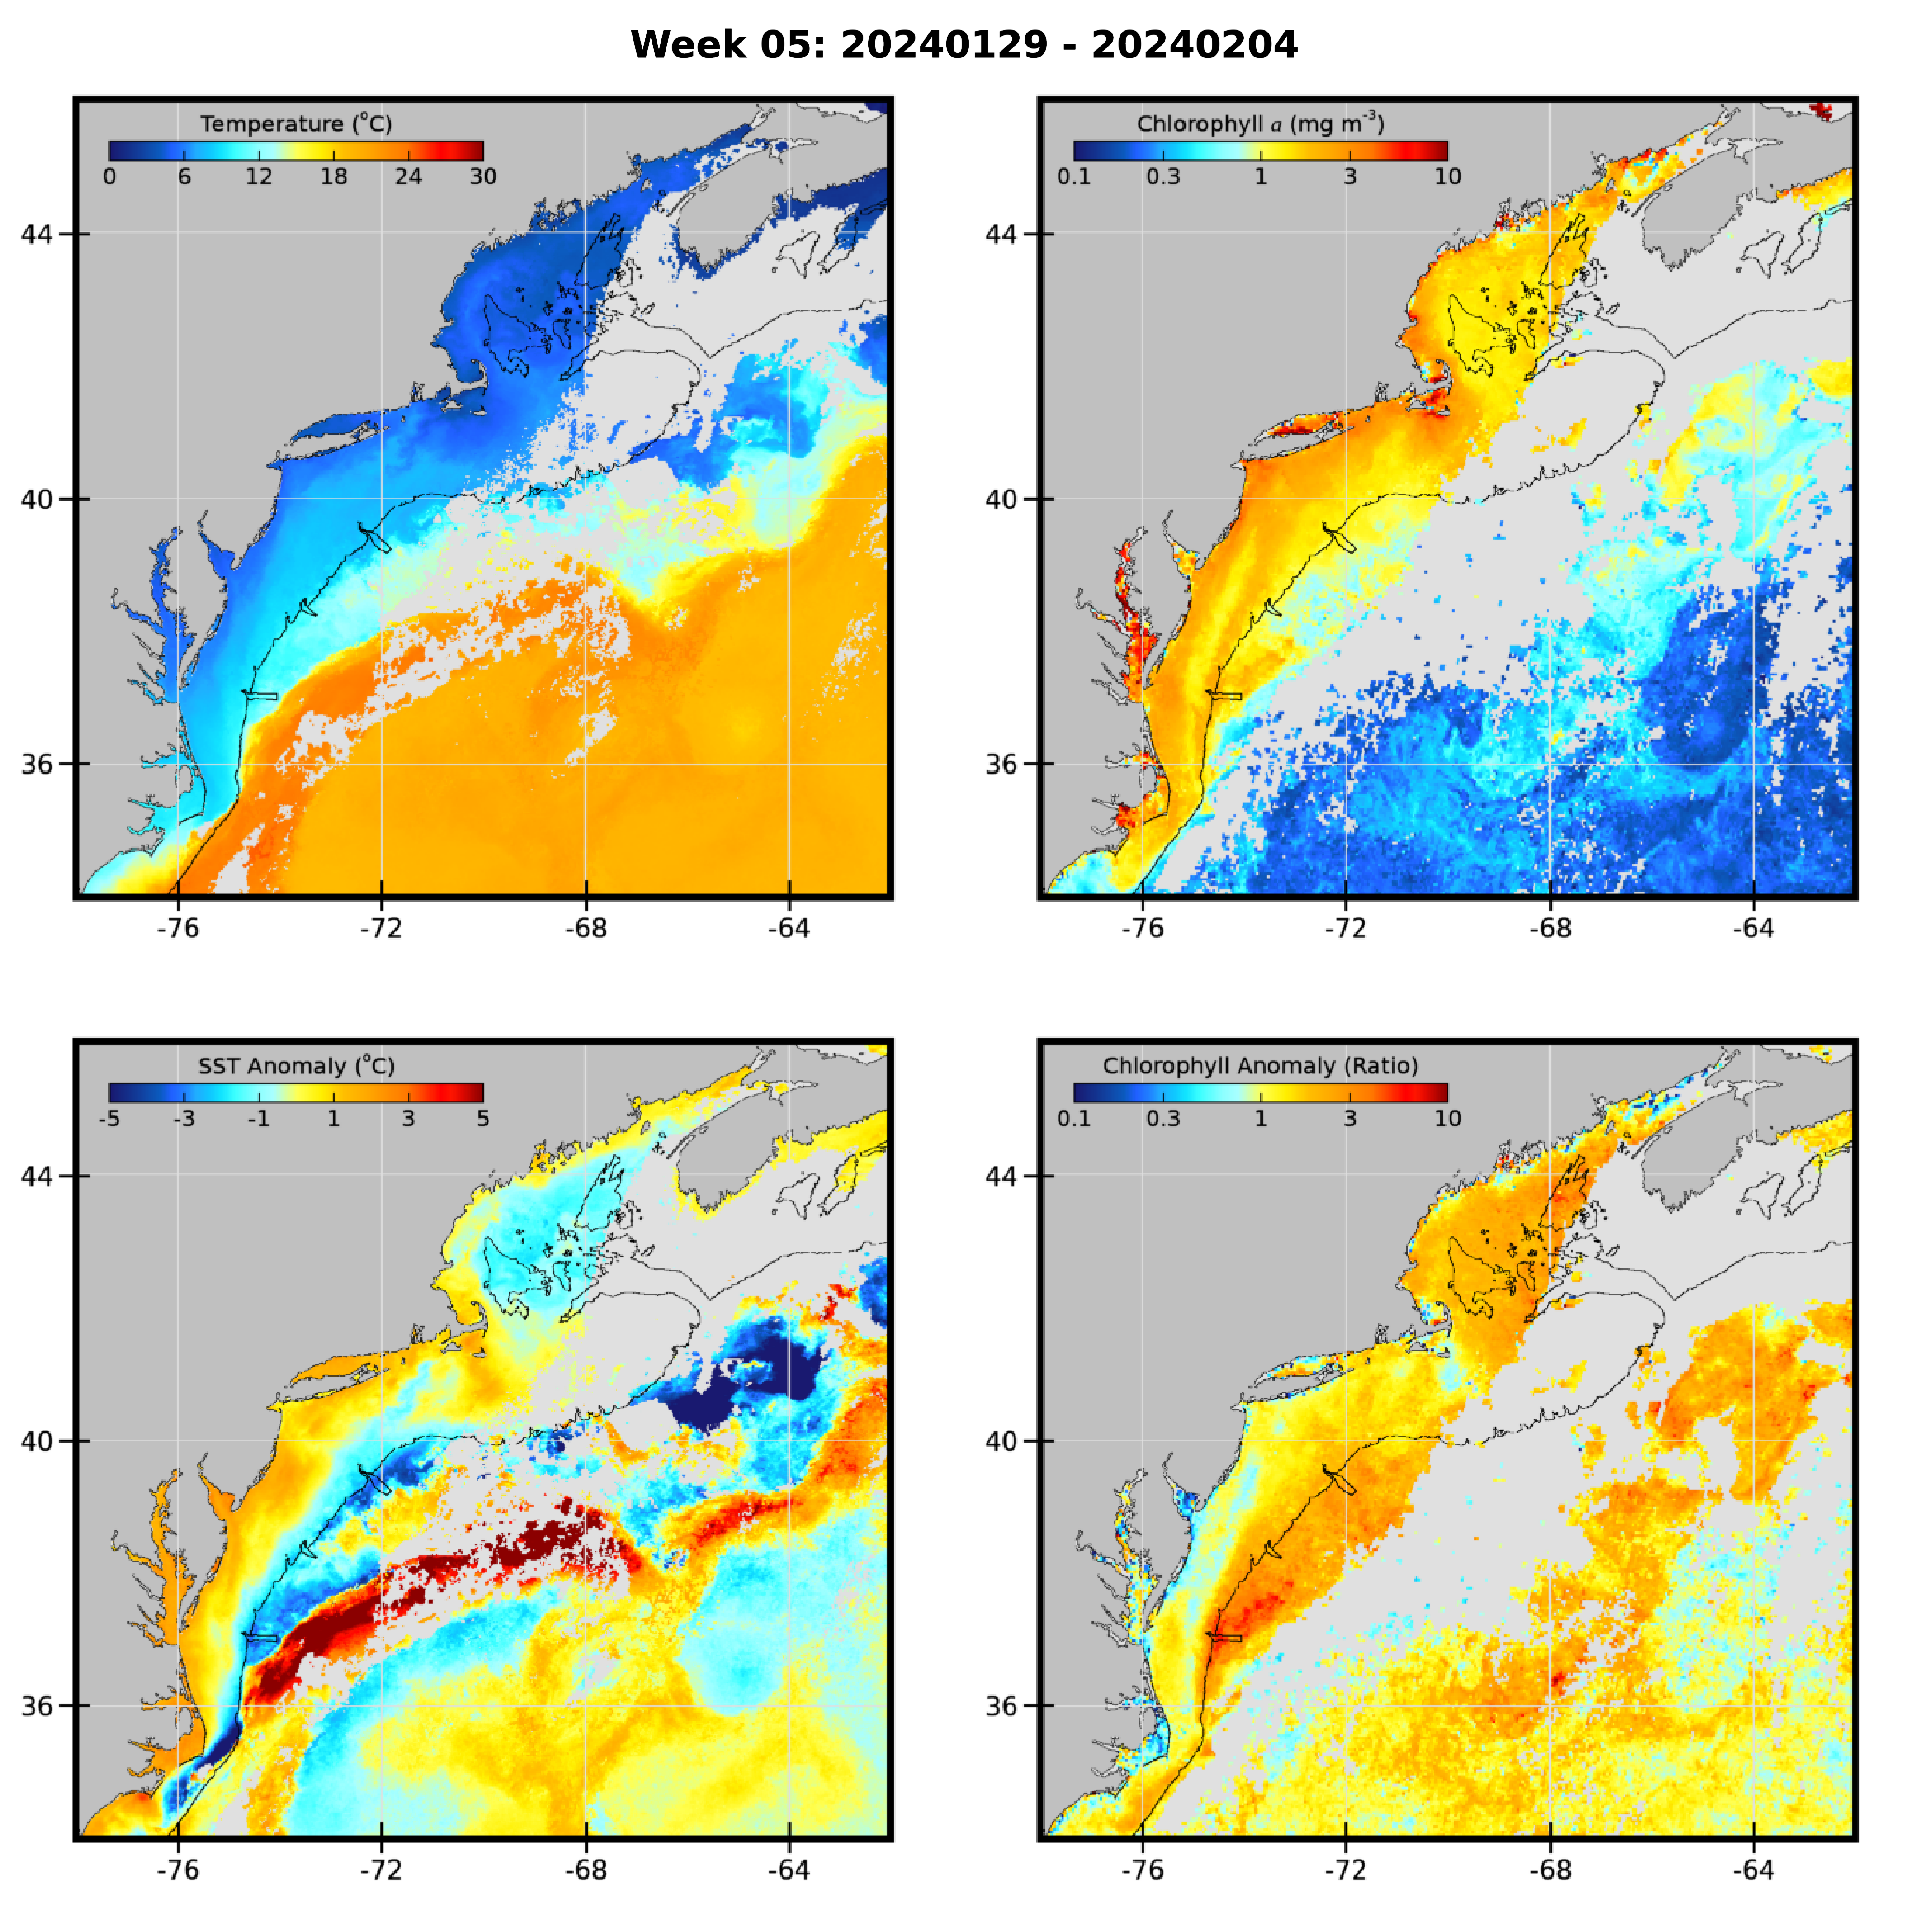 Week 05: 20240129 - 20240204
Temperature (°C)
0 6 12 18 24 30
44
40
36
-76 -72 -68 -64
Chlorophyll a (mg m⁻³)
0.1 0.3 1 3 10
44
40
36
-76 -72 -68 -64
SST Anomaly (°C)
-5 -3 -1 1 3 5
44
40
36
-76 -72 -68 -64
Chlorophyll Anomaly (Ratio)
0.1 0.3 1 3 10
44
40
36
-76 -72 -68 -64